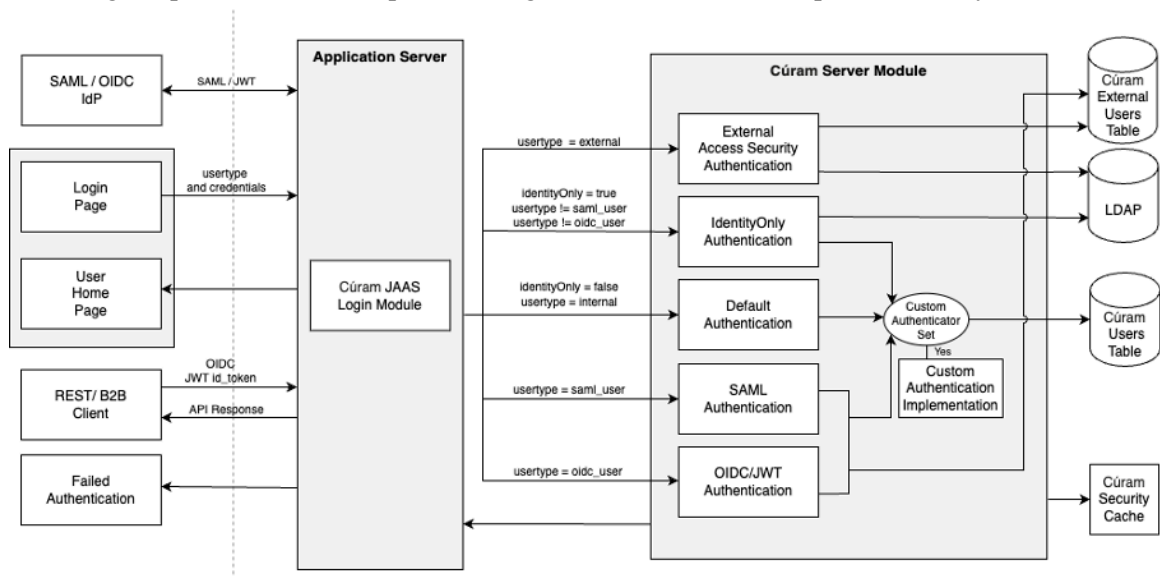 Application Server
Cúram Server Module
SAML / OIDC
IdP
SAML / JWT
Login
Page
usertype
and credentials
User
Home
Page
Cúram JAAS
Login Module
OIDC
JWT id_token
REST/ B2B
Client
API Response
Failed
Authentication
usertype = external
External
Access Security
Authentication
identityOnly = true
usertype != saml_user
usertype != oidc_user
IdentityOnly
Authentication
identityOnly = false
usertype = internal
Default
Authentication
usertype = saml_user
SAML
Authentication
usertype = oidc_user
OIDC/JWT
Authentication
Custom
Authenticator
Set
Yes
Custom
Authentication
Implementation
Cúram
External
Users
Table
LDAP
Cúram
Users
Table
Cúram
Security
Cache